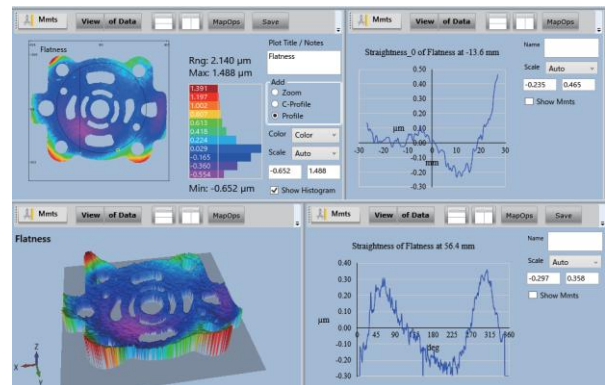 Mmts View of Data MapOps Save
Flatness
Rng: 2.140 µm
Max: 1.488 µm
1.391
1.197
1.002
0.807
0.613
0.418
0.224
0.029
-0.165
-0.360
-0.554
Min: -0.652 µm
Plot Title / Notes
Flatness
Add
Zoom
C-Profile
Profile
Color Color
Scale Auto
-0.652 1.488
Show Histogram
Mmts View of Data MapOps
Straightness_0 of Flatness at -13.6 mm
0.50
0.40
0.30
0.20
0.10
0.00
-0.10
-0.20
-0.30
µm
-30 -20 -10 0 10 20 30
mm
Name
Scale Auto
-0.235 0.465
Show Mmts
Mmts View of Data MapOps Save
Flatness
Z
X
Y
Mmts View of Data MapOps Save
Straightness of Flatness at 56.4 mm
0.40
0.30
0.20
0.10
0.00
-0.10
-0.20
-0.30
µm
0 45 90 135 180 225 270 315 360
deg
Name
Scale Auto
-0.297 0.358
Show Mmts